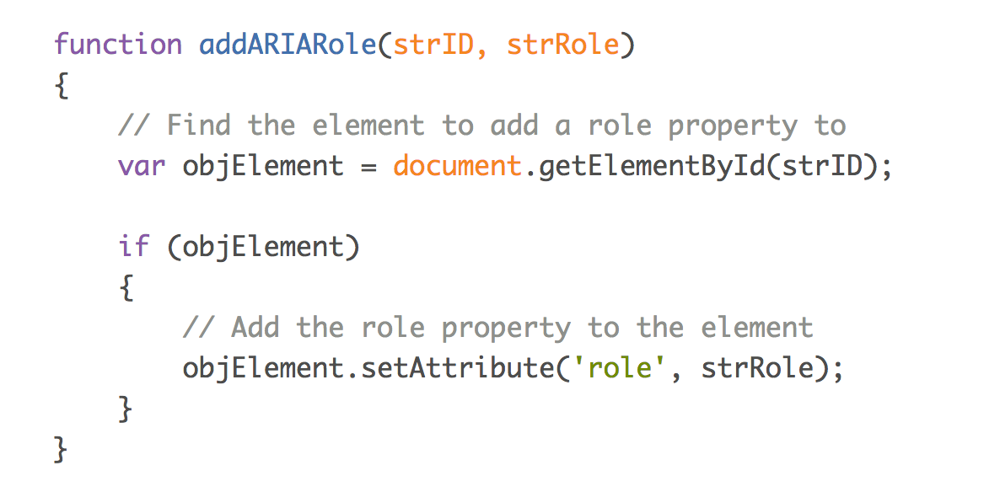 function addARIARole(strID, strRole)
{
    // Find the element to add a role property to
    var objElement = document.getElementById(strID);

    if (objElement)
    {
        // Add the role property to the element
        objElement.setAttribute('role', strRole);
    }
}